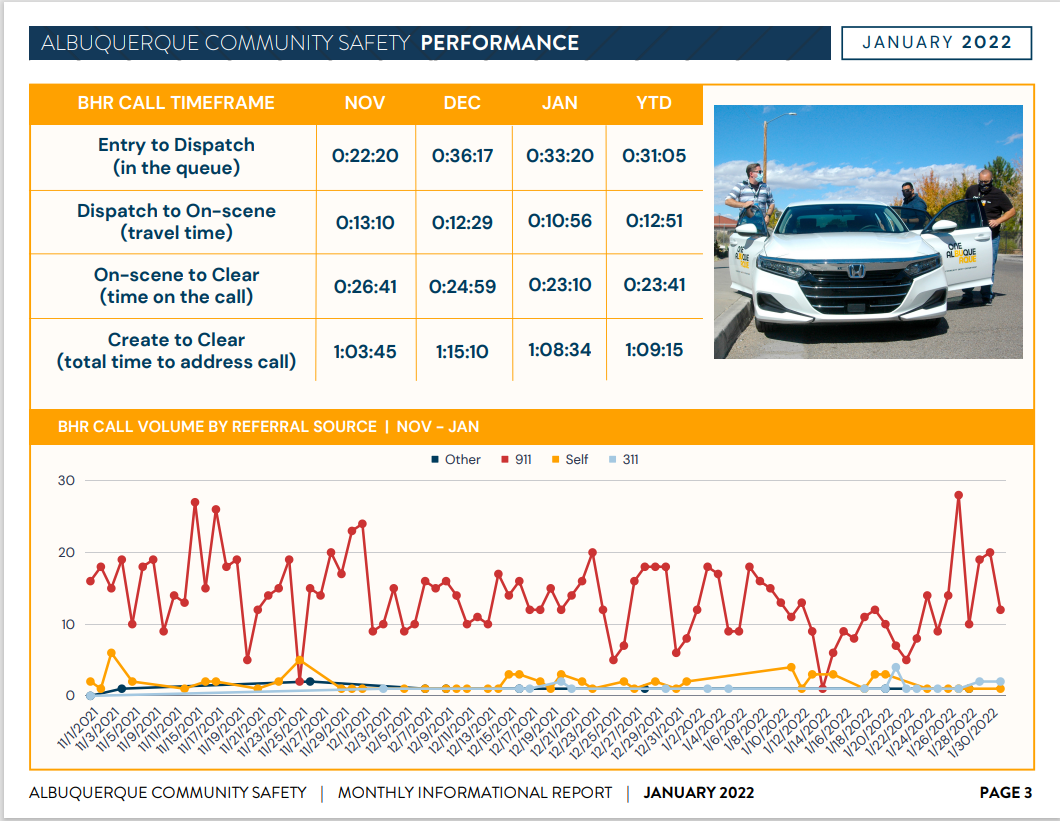 ALBUQUERQUE COMMUNITY SAFETY PERFORMANCE
JANUARY 2022
BHR CALL TIMEFRAME NOV DEC JAN YTD
Entry to Dispatch
(in the queue)
0:22:20 0:36:17 0:33:20 0:31:05
Dispatch to On-scene
(travel time)
0:13:10 0:12:29 0:10:56 0:12:51
On-scene to Clear
(time on the call)
0:26:41 0:24:59 0:23:10 0:23:41
Create to Clear
(total time to address call)
1:03:45 1:15:10 1:08:34 1:09:15
ONE
ALBUQUE
RQUE
BHR CALL VOLUME BY REFERRAL SOURCE | NOV - JAN
Other 911 Self 311
30
20
10
0
11/1/2021
11/3/2021
11/5/2021
11/9/2021
11/11/2021
11/15/2021
11/17/2021
11/19/2021
11/21/2021
11/23/2021
11/25/2021
11/27/2021
11/29/2021
12/1/2021
12/3/2021
12/5/2021
12/7/2021
12/9/2021
12/11/2021
12/13/2021
12/15/2021
12/17/2021
12/19/2021
12/21/2021
12/23/2021
12/25/2021
12/27/2021
12/29/2021
12/31/2021
1/2/2022
1/4/2022
1/6/2022
1/8/2022
1/10/2022
1/12/2022
1/14/2022
1/16/2022
1/18/2022
1/20/2022
1/22/2022
1/24/2022
1/26/2022
1/28/2022
1/30/2022
ALBUQUERQUE COMMUNITY SAFETY | MONTHLY INFORMATIONAL REPORT | JANUARY 2022 PAGE 3